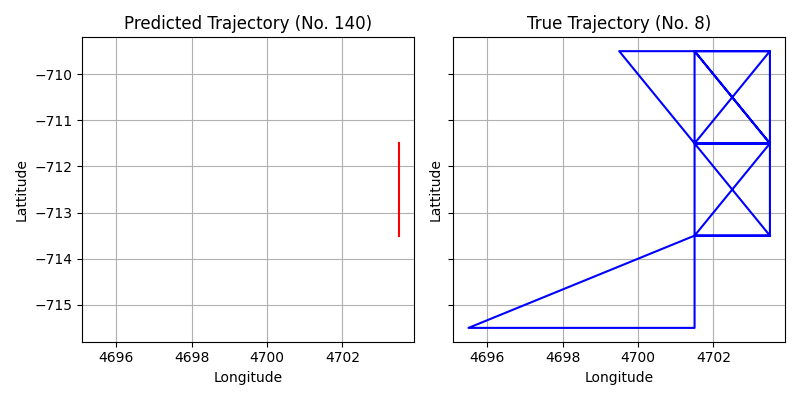 Predicted Trajectory (No. 140)
True Trajectory (No. 8)
−710
−711
−712
−713
−714
−715
Lattitude
Lattitude
4696
4698
4700
4702
4696
4698
4700
4702
Longitude
Longitude